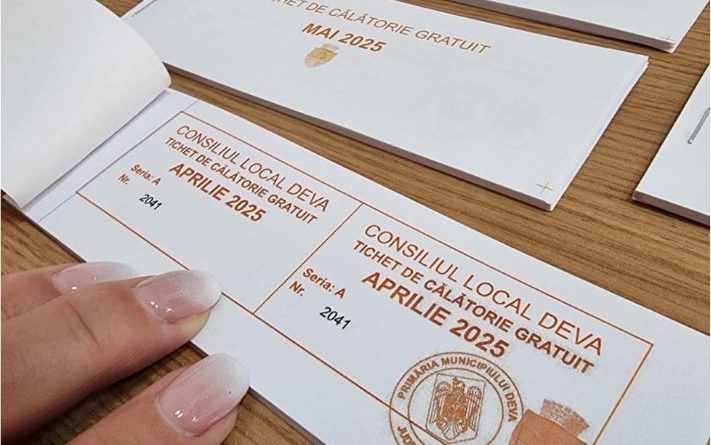 TICHET DE CĂLĂTORIE GRATUIT
MAI 2025
CONSILIUL LOCAL DEVA
TICHET DE CĂLĂTORIE GRATUIT
APRILIE 2025
Seria: A
Nr. 2041
CONSILIUL LOCAL DEVA
TICHET DE CĂLĂTORIE GRATUIT
APRILIE 2025
Seria: A
Nr. 2041
PRIMĂRIA MUNICIPIULUI DEVA